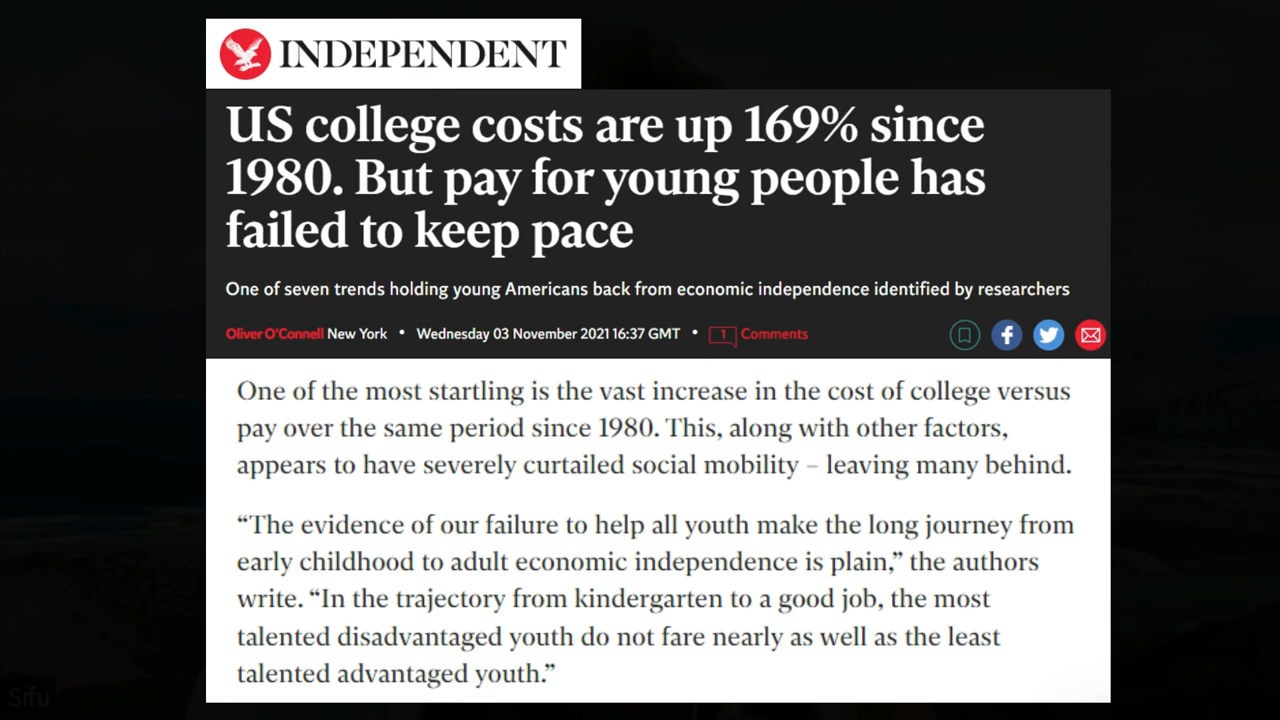 INDEPENDENT
US college costs are up 169% since
1980. But pay for young people has
failed to keep pace
One of seven trends holding young Americans back from economic independence identified by researchers
Oliver O'Connell New York • Wednesday 03 November 2021 16:37 GMT • 1 Comments
One of the most startling is the vast increase in the cost of college versus
pay over the same period since 1980. This, along with other factors,
appears to have severely curtailed social mobility – leaving many behind.
“The evidence of our failure to help all youth make the long journey from
early childhood to adult economic independence is plain,” the authors
write. “In the trajectory from kindergarten to a good job, the most
talented disadvantaged youth do not fare nearly as well as the least
talented advantaged youth.”
Sifu